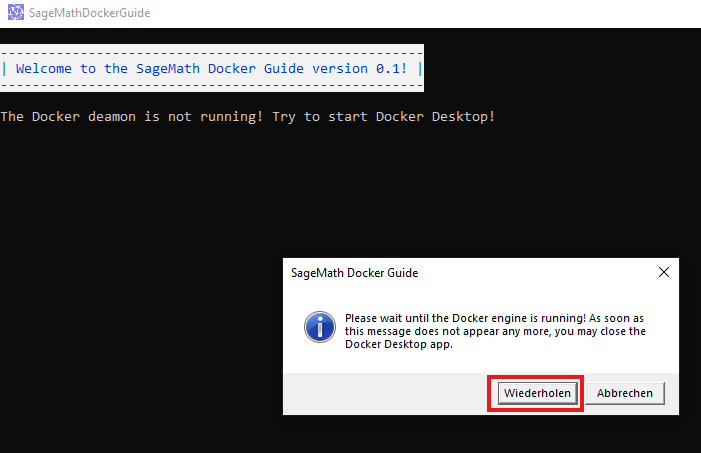 SageMathDockerGuide
-----------------------------------------------------
| Welcome to the SageMath Docker Guide version 0.1! |
-----------------------------------------------------
The Docker deamon is not running! Try to start Docker Desktop!
SageMath Docker Guide
Please wait until the Docker engine is running! As soon as
this message does not appear any more, you may close the
Docker Desktop app.
Wiederholen Abbrechen